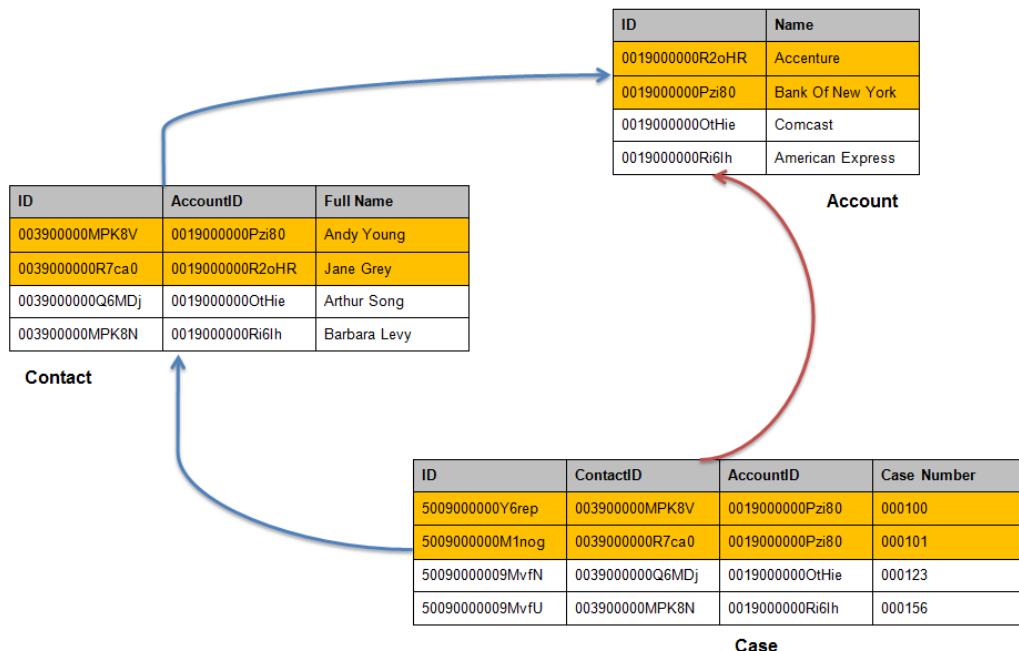 ID Name
0019000000R2oHR Accenture
0019000000Pzi80 Bank Of New York
0019000000OtHie Comcast
0019000000Ri6Ih American Express
Account
ID AccountID Full Name
003900000MPK8V 0019000000Pzi80 Andy Young
0039000000R7ca0 0019000000R2oHR Jane Grey
0039000000Q6MDj 0019000000OtHie Arthur Song
003900000MPK8N 0019000000Ri6Ih Barbara Levy
Contact
ID ContactID AccountID Case Number
5009000000Y6rep 003900000MPK8V 0019000000Pzi80 000100
5009000000M1nog 0039000000R7ca0 0019000000Pzi80 000101
50090000009MvfN 0039000000Q6MDj 0019000000OtHie 000123
50090000009MvfU 003900000MPK8N 0019000000Ri6Ih 000156
Case